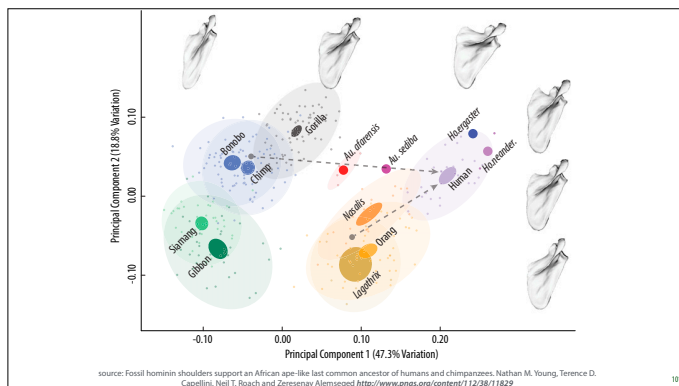 Principal Component 2 (18.8% Variation)
0.10
0.00
-0.10
Bonobo
Chimp
Gorilla
Au. afarensis
Au. sediba
Ho.ergaster
Ho.neander.
Human
Nasalis
Orang
Lagothrix
Siamang
Gibbon
-0.10
0.00
0.10
0.20
Principal Component 1 (47.3% Variation)
source: Fossil hominin shoulders support an African ape-like last common ancestor of humans and chimpanzees. Nathan M. Young, Terence D.
Capellini, Neil T. Roach and Zeresenay Alemseged http://www.pnas.org/content/112/38/11829